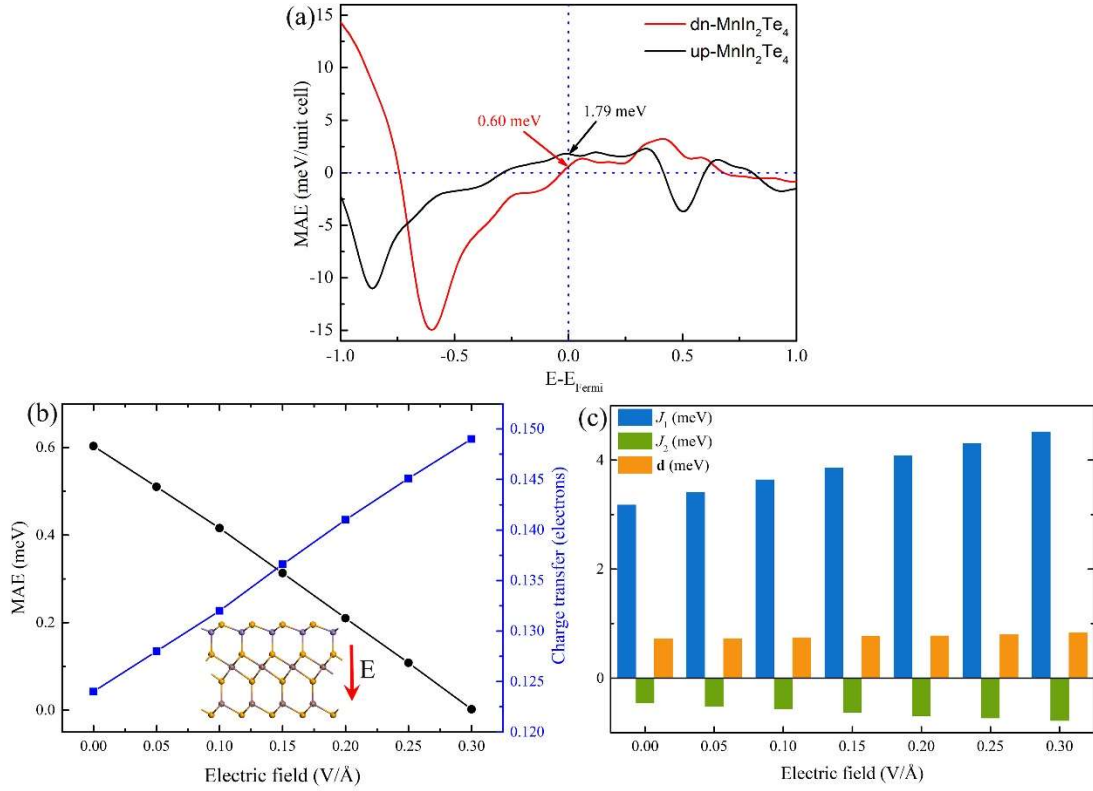 (a)
dn-MnIn₂Te₄
up-MnIn₂Te₄
0.60 meV
1.79 meV
MAE (meV/unit cell)
15
10
5
0
-5
-10
-15
-1.0 -0.5 0.0 0.5 1.0
E-E_Fermi
(b)
MAE (meV)
0.6
0.4
0.2
0.0
E
0.150
0.145
0.140
0.135
0.130
0.125
0.120
Charge transfer (electrons)
0.00 0.05 0.10 0.15 0.20 0.25 0.30
Electric field (V/Å)
(c)
J₁ (meV)
J₂ (meV)
d (meV)
4
2
0
0.00 0.05 0.10 0.15 0.20 0.25 0.30
Electric field (V/Å)